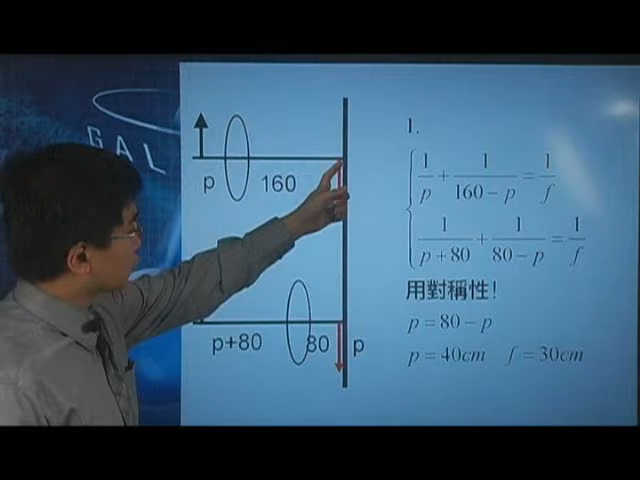 GAL
p
160
p+80
80
p
1.
1/p + 1/(160-p) = 1/f
1/(p+80) + 1/(80-p) = 1/f
用對稱性!
p = 80 - p
p = 40cm f = 30cm